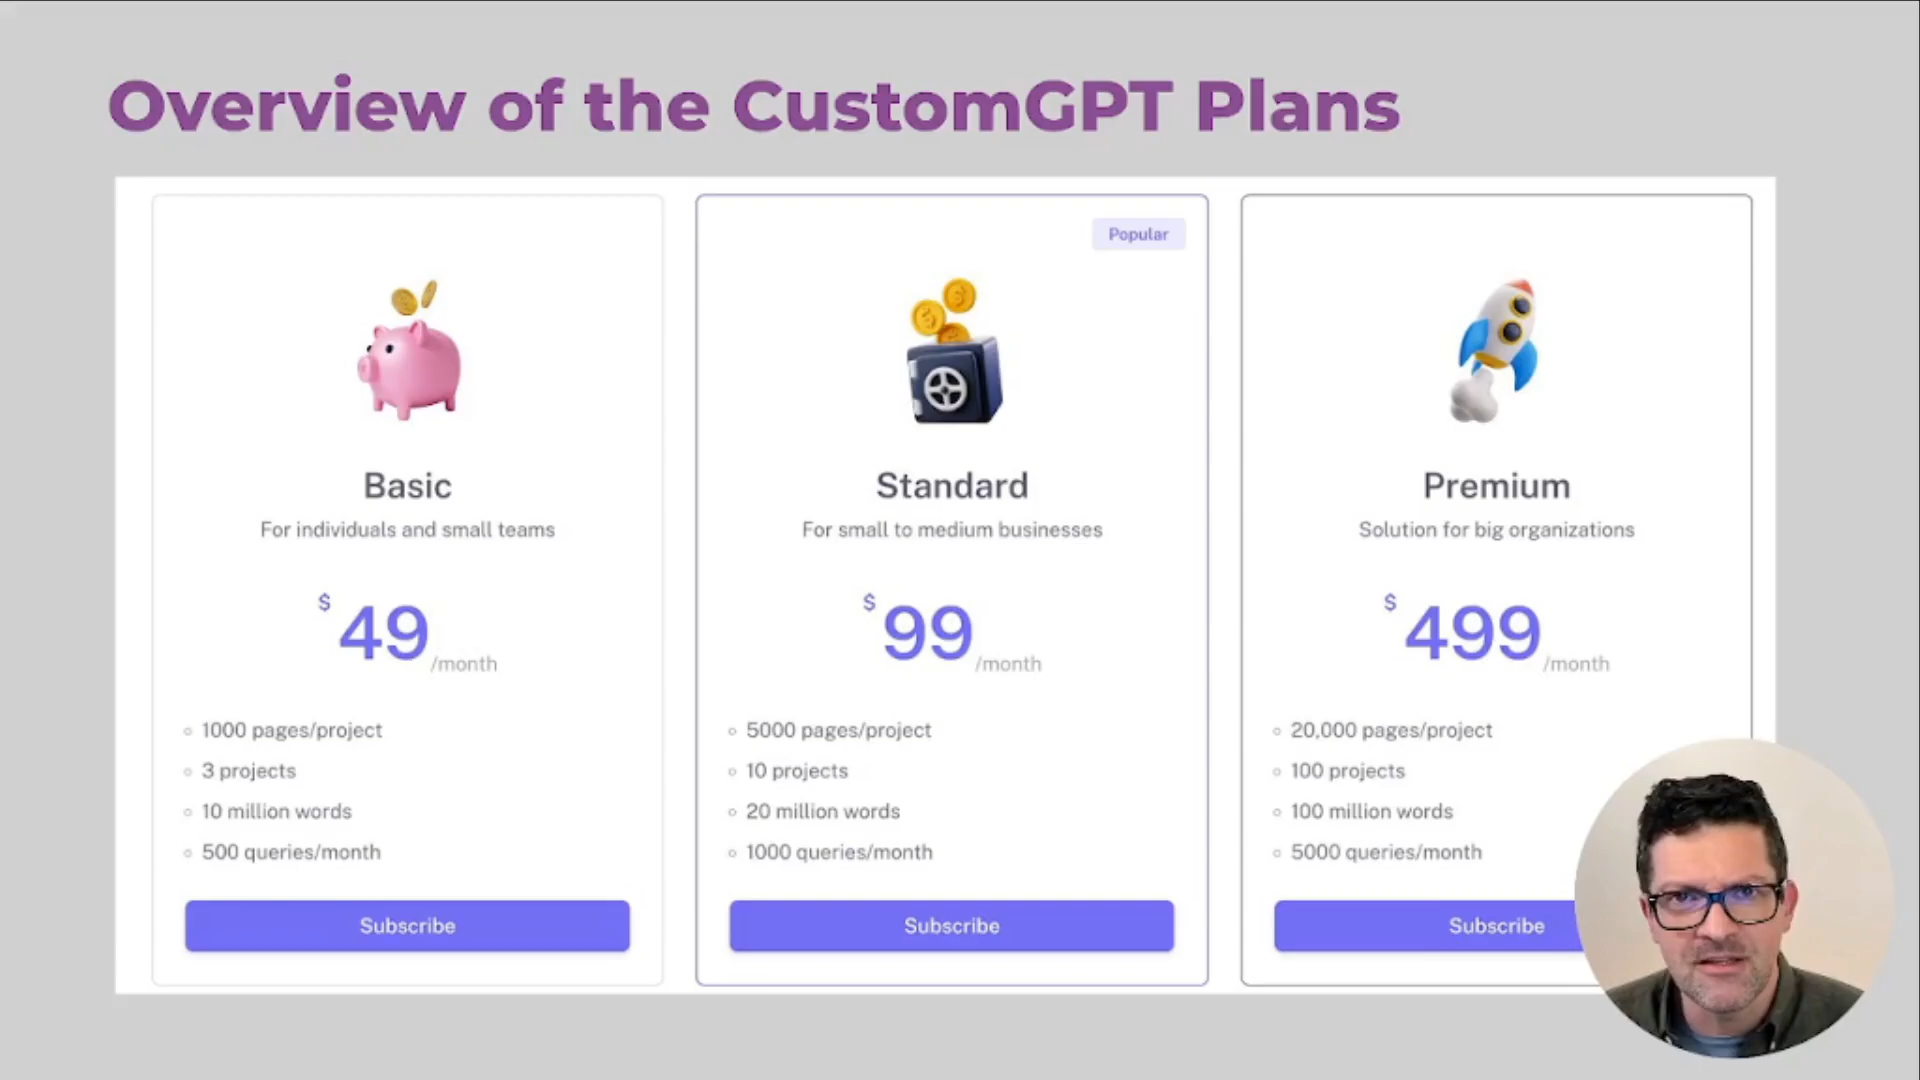 Overview of the CustomGPT Plans
Basic
For individuals and small teams
$49/month
1000 pages/project
3 projects
10 million words
500 queries/month
Subscribe
Popular
Standard
For small to medium businesses
$99/month
5000 pages/project
10 projects
20 million words
1000 queries/month
Subscribe
Premium
Solution for big organizations
$499/month
20,000 pages/project
100 projects
100 million words
5000 queries/month
Subscribe